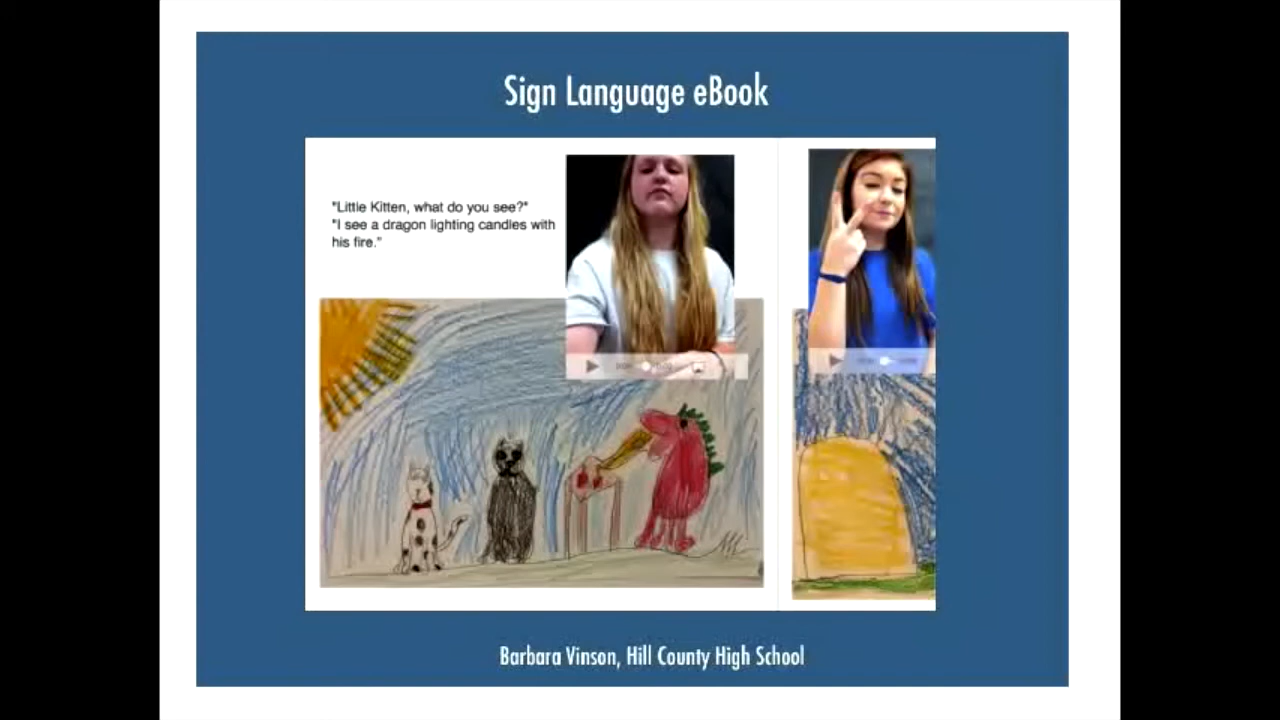 Sign Language eBook
"Little Kitten, what do you see?"
"I see a dragon lighting candles with
his fire."
Barbara Vinson, Hill County High School